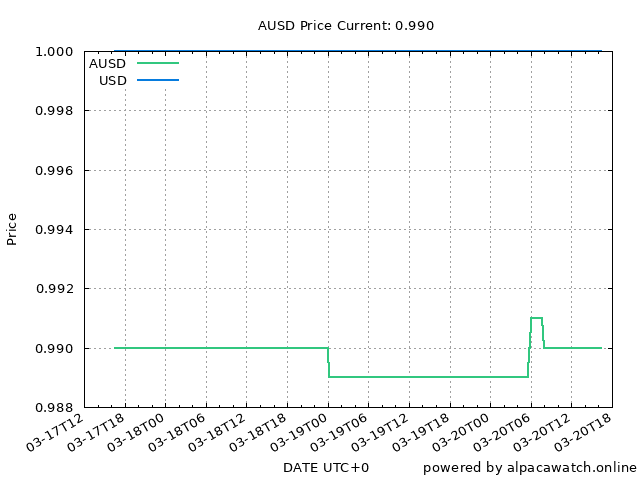 AUSD Price Current: 0.990
1.000
AUSD
USD
0.998
0.996
0.994
Price
0.992
0.990
0.988
03-17T12
03-17T18
03-18T00
03-18T06
03-18T12
03-18T18
03-19T00
03-19T06
03-19T12
03-19T18
03-20T00
03-20T06
03-20T12
03-20T18
DATE UTC+0
powered by alpacawatch.online